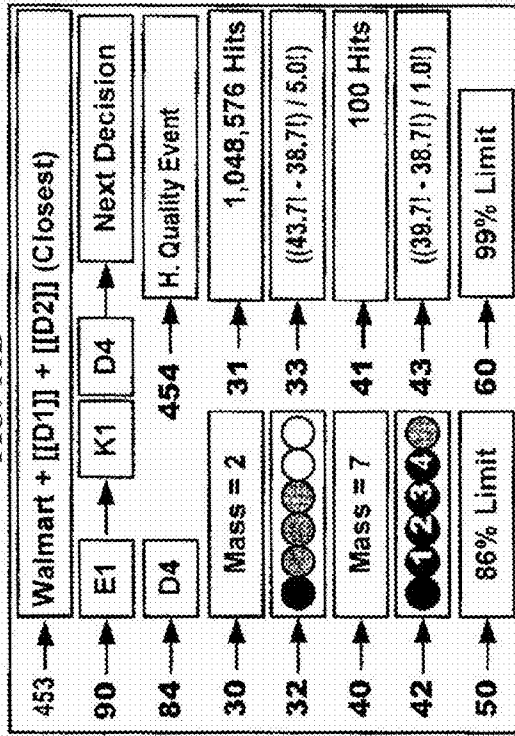 453 Walmart + [[D1]] + [[D2]] (Closest)
90 E1 K1 D4 Next Decision
84 D4 454 H. Quality Event
30 Mass = 2 31 1,048,576 Hits
32 33 ((43.7!) - 38.7!) / 5.0!)
40 Mass = 7 41 100 Hits
42 1 2 3 4 43 ((39.7!) - 38.7!) / 1.0!)
50 86% Limit 60 99% Limit